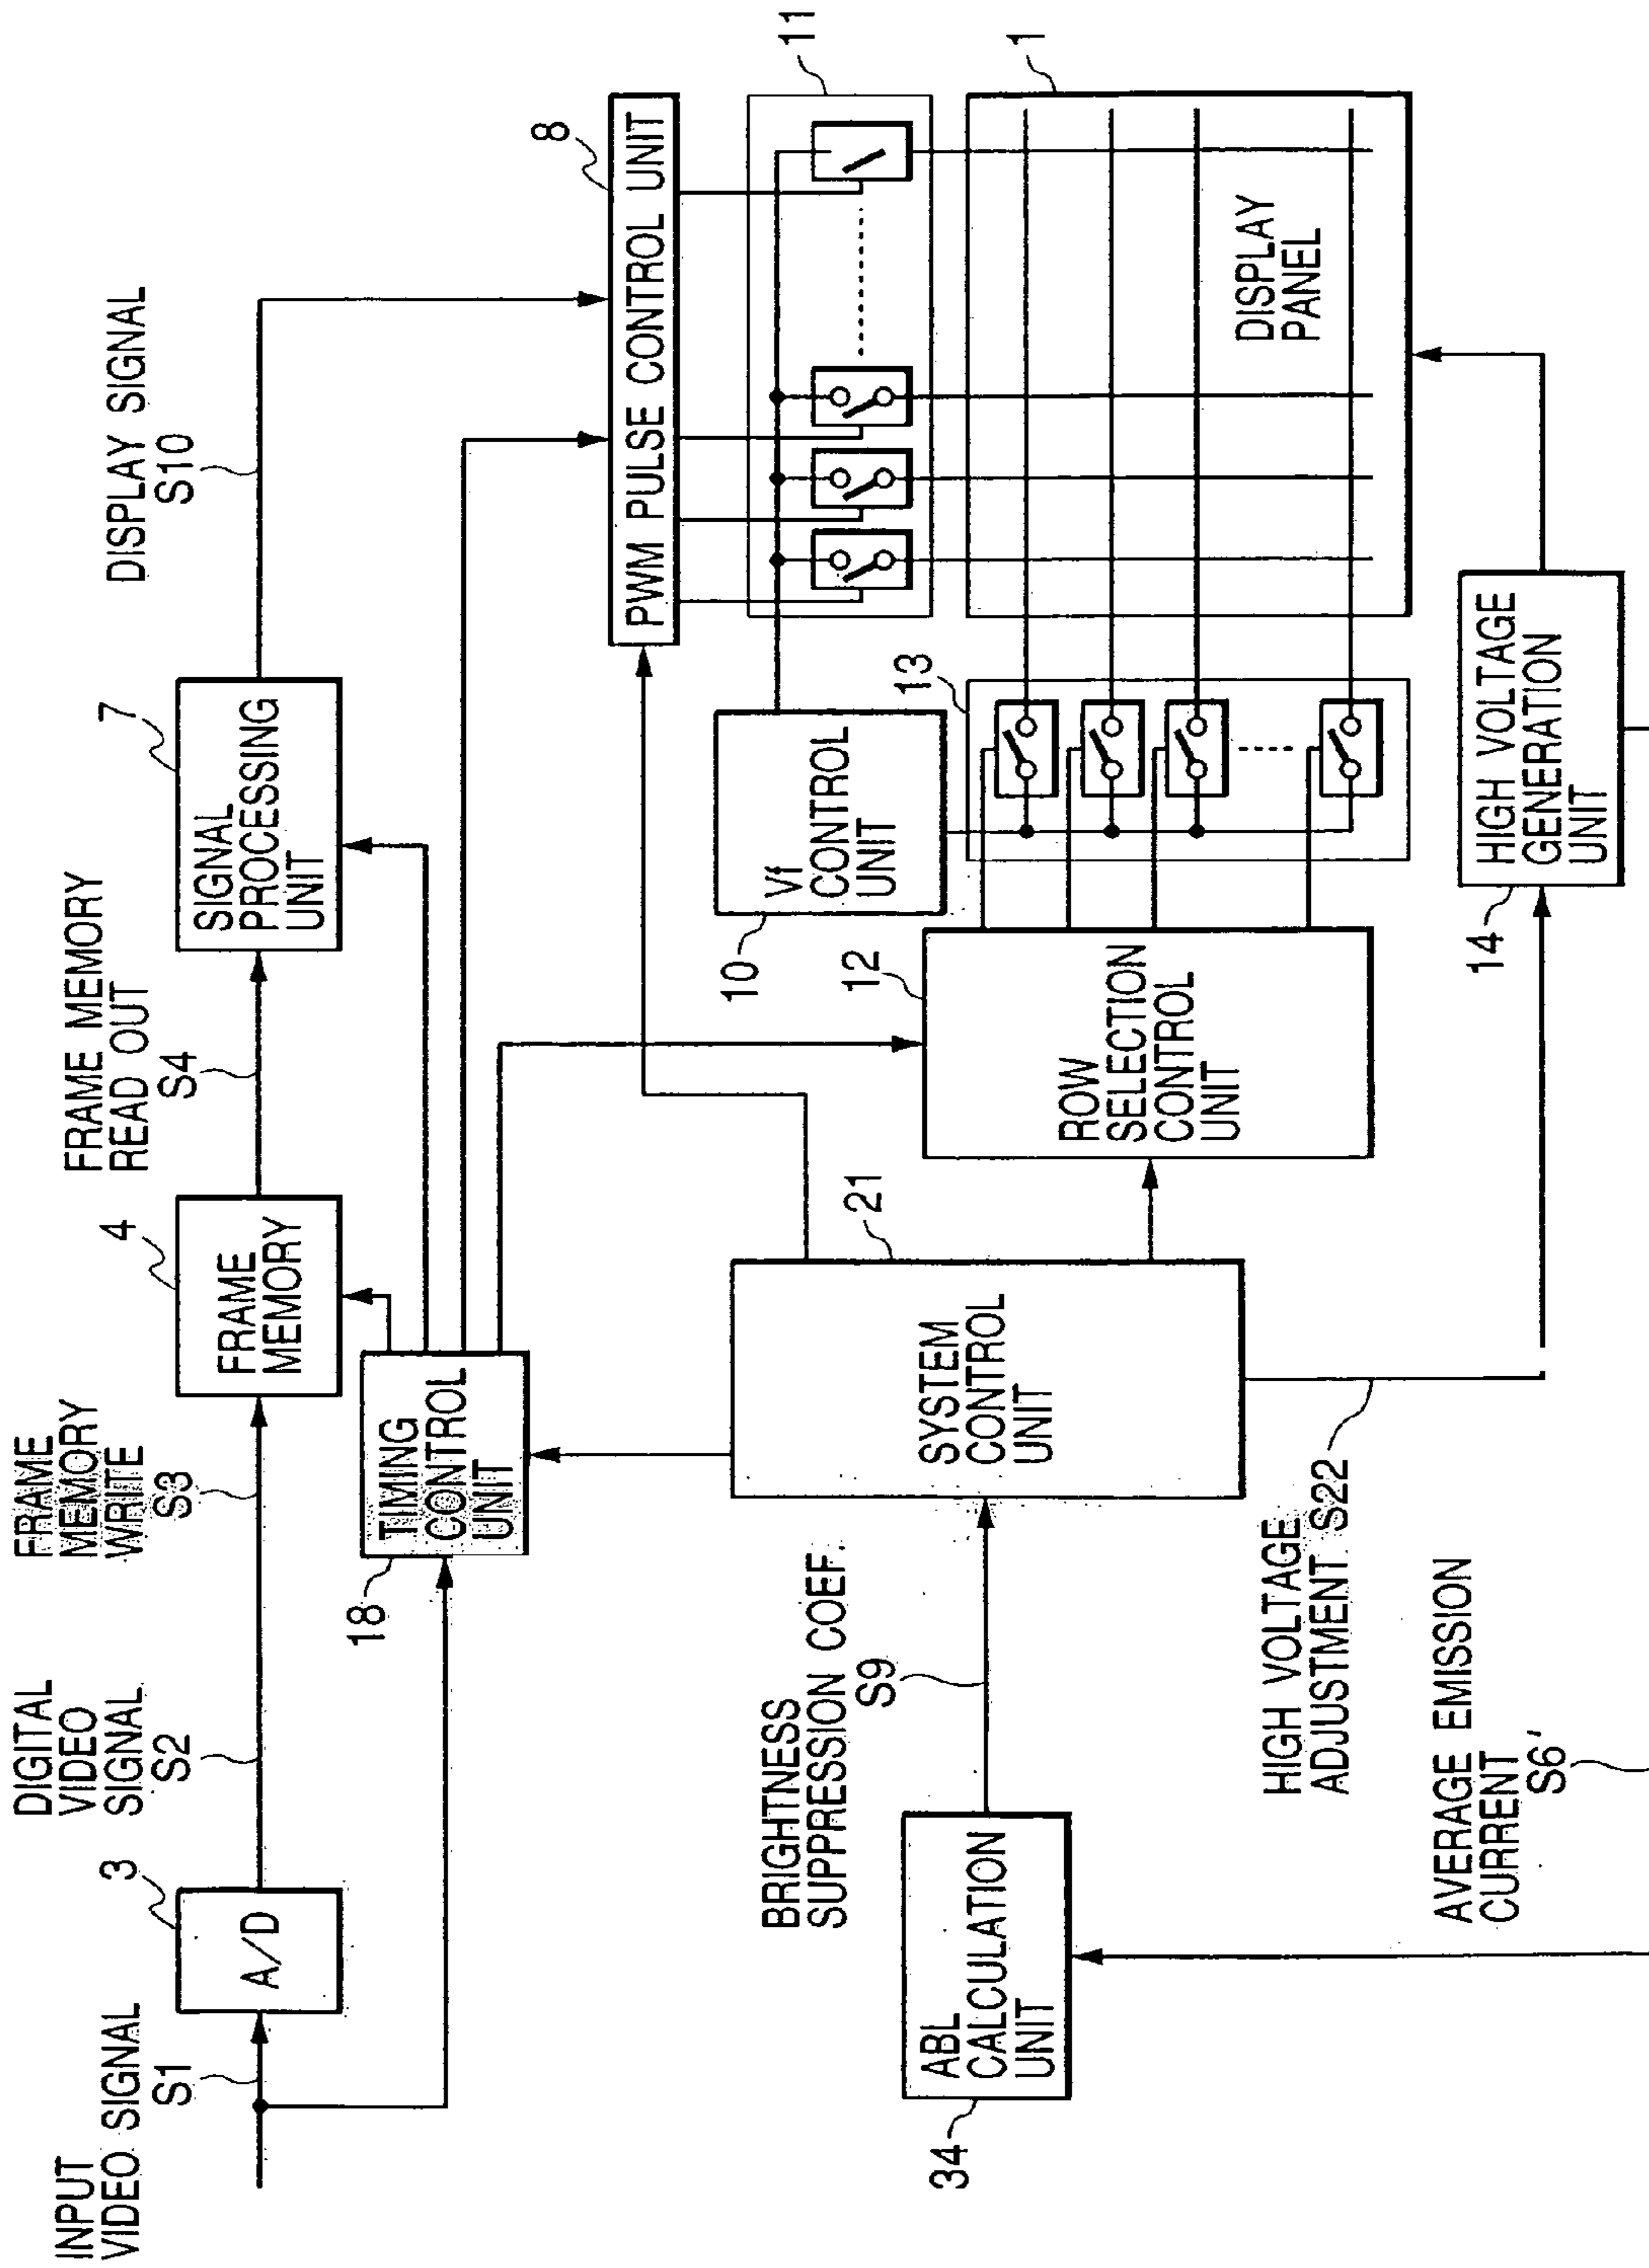 INPUT
VIDEO SIGNAL
S1
3
A/D
DIGITAL
VIDEO
SIGNAL
S2
FRAME
MEMORY
WRITE
S3
4
FRAME
MEMORY
FRAME MEMORY
READ OUT
S4
7
SIGNAL
PROCESSING
UNIT
DISPLAY SIGNAL
S10
18
TIMING
CONTROL
UNIT
8
PWM PULSE CONTROL UNIT
11
10
Vf
CONTROL
UNIT
13
1
DISPLAY
PANEL
12
ROW
SELECTION
CONTROL
UNIT
21
SYSTEM
CONTROL
UNIT
BRIGHTNESS
SUPPRESSION COEF.
S9
34
ABL
CALCULATION
UNIT
HIGH VOLTAGE
ADJUSTMENT S22
14
HIGH VOLTAGE
GENERATION
UNIT
AVERAGE EMISSION
CURRENT
S6'